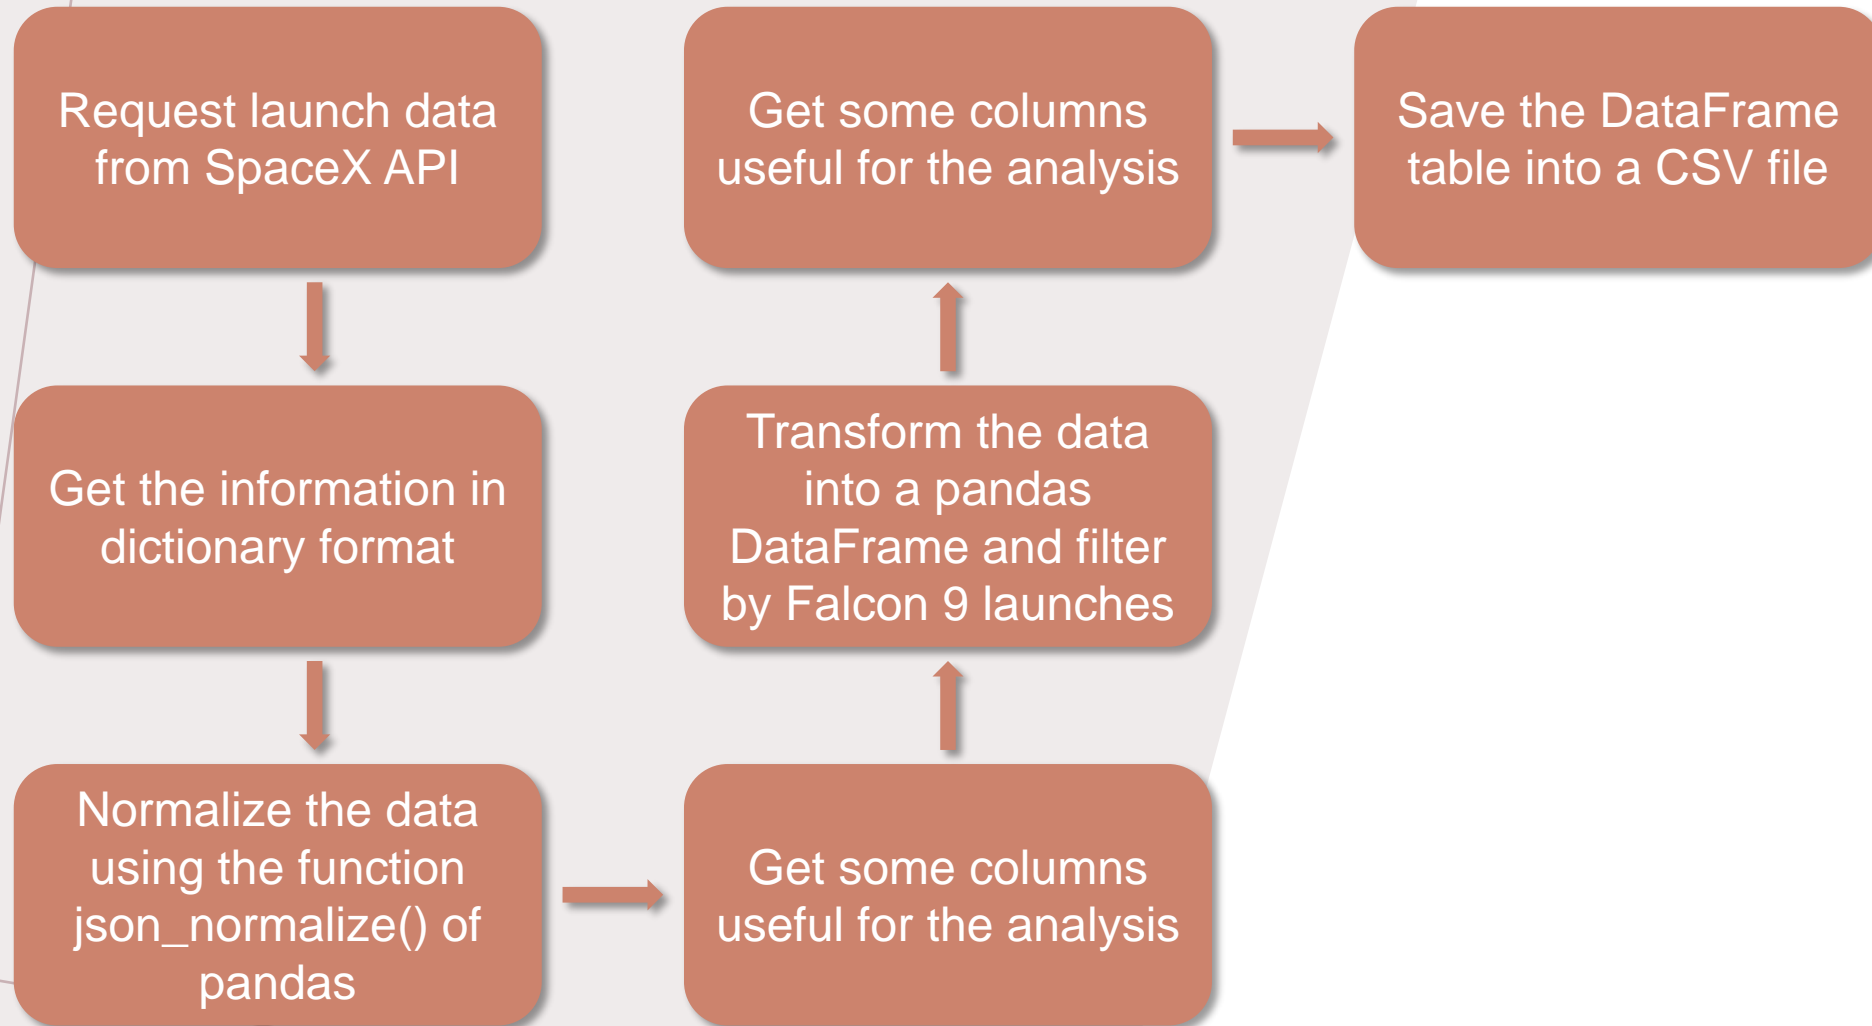 Request launch data
from SpaceX API
Get the information in
dictionary format
Normalize the data
using the function
json_normalize() of
pandas
Get some columns
useful for the analysis
Transform the data
into a pandas
DataFrame and filter
by Falcon 9 launches
Get some columns
useful for the analysis
Save the DataFrame
table into a CSV file